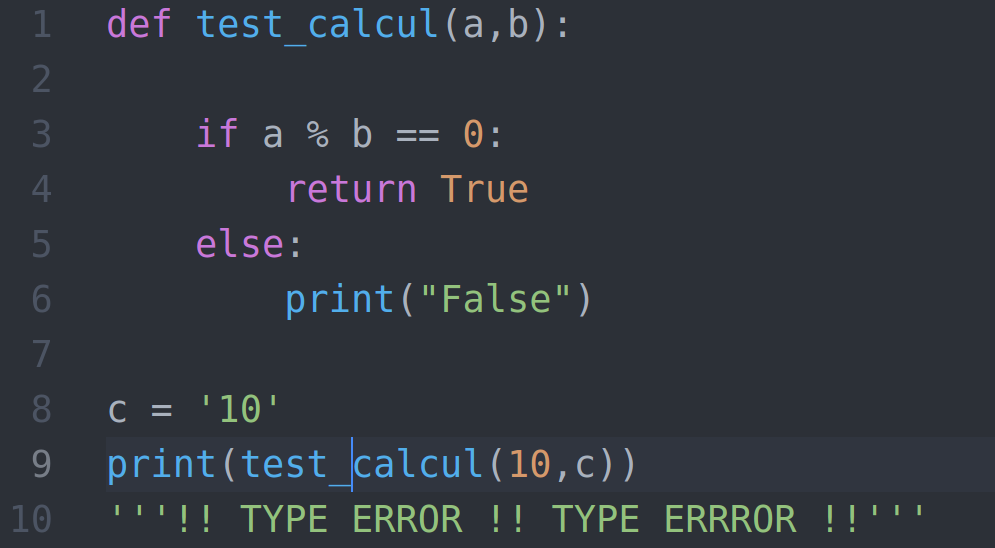 1 def test_calcul(a,b):
2
3     if a % b == 0:
4         return True
5     else:
6         print("False")
7
8 c = '10'
9 print(test_calcul(10,c))
10 '''!! TYPE ERROR !! TYPE ERRROR !!'''